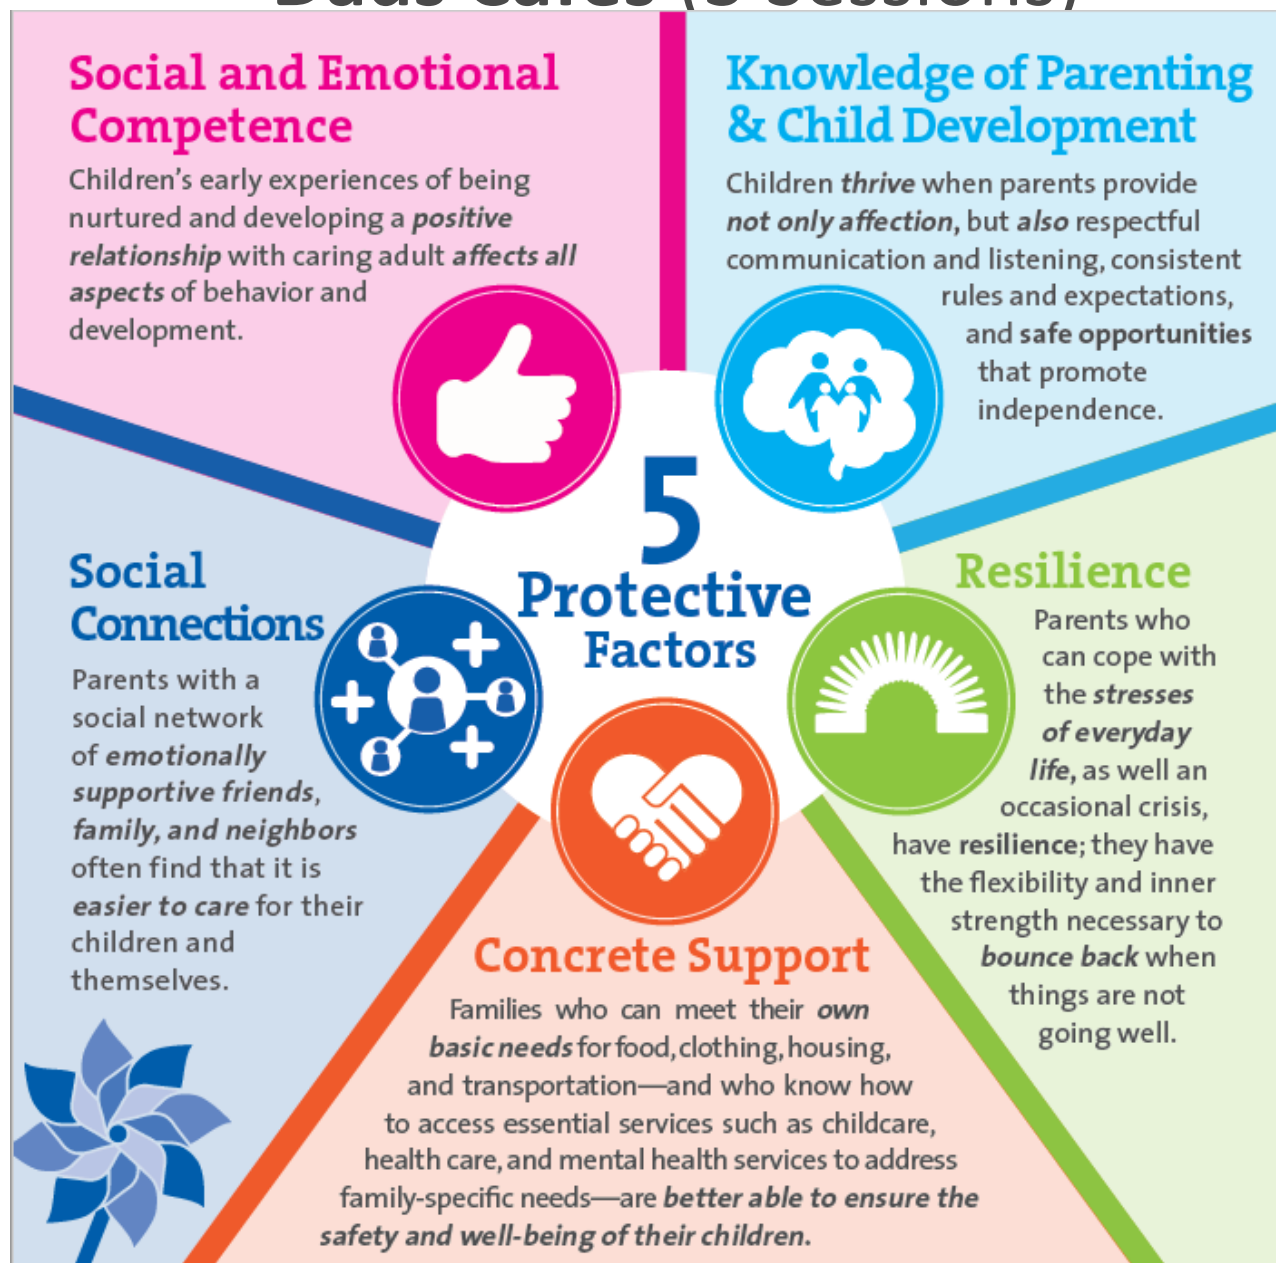 Dads Cafés (5 sessions)
Social and Emotional
Competence
Children’s early experiences of being
nurtured and developing a positive
relationship with caring adult affects all
aspects of behavior and
development.
Knowledge of Parenting
& Child Development
Children thrive when parents provide
not only affection, but also respectful
communication and listening, consistent
rules and expectations,
and safe opportunities
that promote
independence.
5
Protective
Factors
Social
Connections
Parents with a
social network
of emotionally
supportive friends,
family, and neighbors
often find that it is
easier to care for their
children and
themselves.
Resilience
Parents who
can cope with
the stresses
of everyday
life, as well an
occasional crisis,
have resilience; they have
the flexibility and inner
strength necessary to
bounce back when
things are not
going well.
Concrete Support
Families who can meet their own
basic needs for food, clothing, housing,
and transportation—and who know how
to access essential services such as childcare,
health care, and mental health services to address
family-specific needs—are better able to ensure the
safety and well-being of their children.